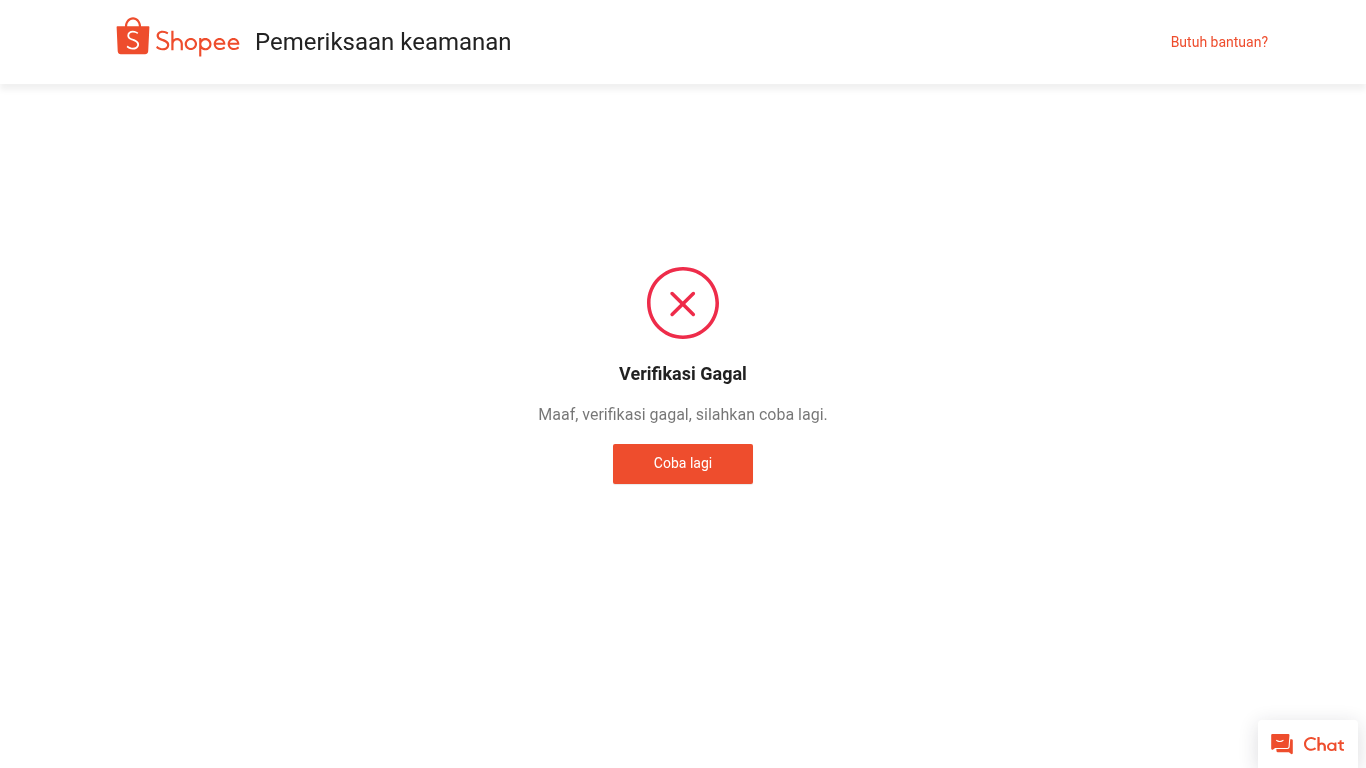 Shopee Pemeriksaan keamanan
Butuh bantuan?
Verifikasi Gagal
Maaf, verifikasi gagal, silahkan coba lagi.
Coba lagi
Chat